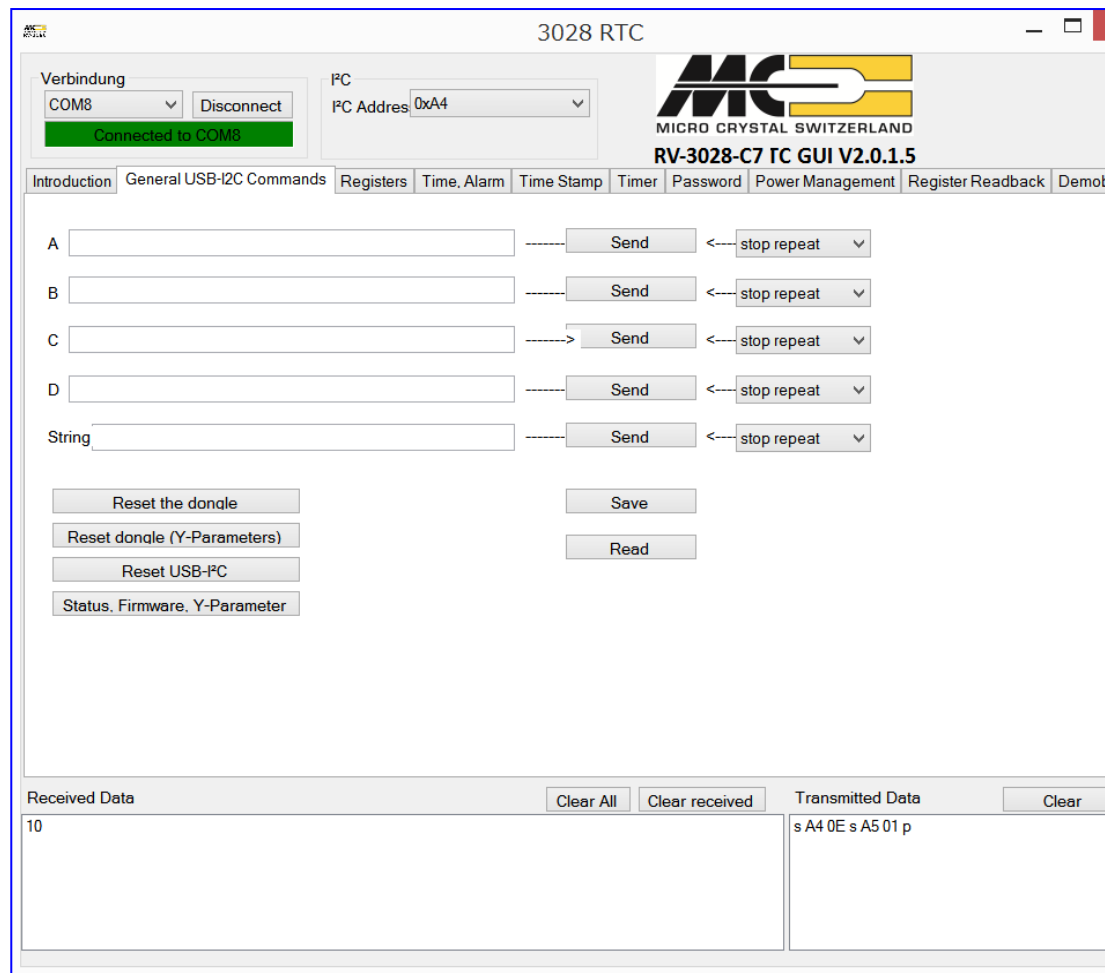 3028 RTC
Verbindung
COM8
Disconnect
Connected to COM8
I²C
I²C Addres
0xA4
MC
MICRO CRYSTAL SWITZERLAND
RV-3028-C7 TC GUI V2.0.1.5
Introduction General USB-I2C Commands Registers Time, Alarm Time Stamp Timer Password Power Management Register Readback Demob
A ------- Send <---- stop repeat
B ------- Send <---- stop repeat
C -------> Send <---- stop repeat
D ------- Send <---- stop repeat
String ------- Send <---- stop repeat
Reset the dongle
Save
Reset dongle (Y-Parameters)
Read
Reset USB-I²C
Status, Firmware, Y-Parameter
Received Data
Clear All
Clear received
Transmitted Data
Clear
10
s A4 0E s A5 01 p